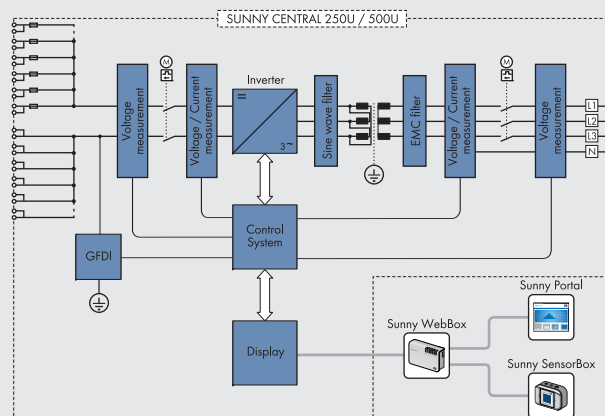 SUNNY CENTRAL 250U / 500U
M
M
Inverter
Voltage
measurement
Voltage / Current
measurement
=
3~
Sine wave filter
EMC filter
Voltage / Current
measurement
Voltage
measurement
L1
L2
L3
N
Control
System
GFDI
Display
Sunny Portal
Sunny WebBox
Sunny SensorBox